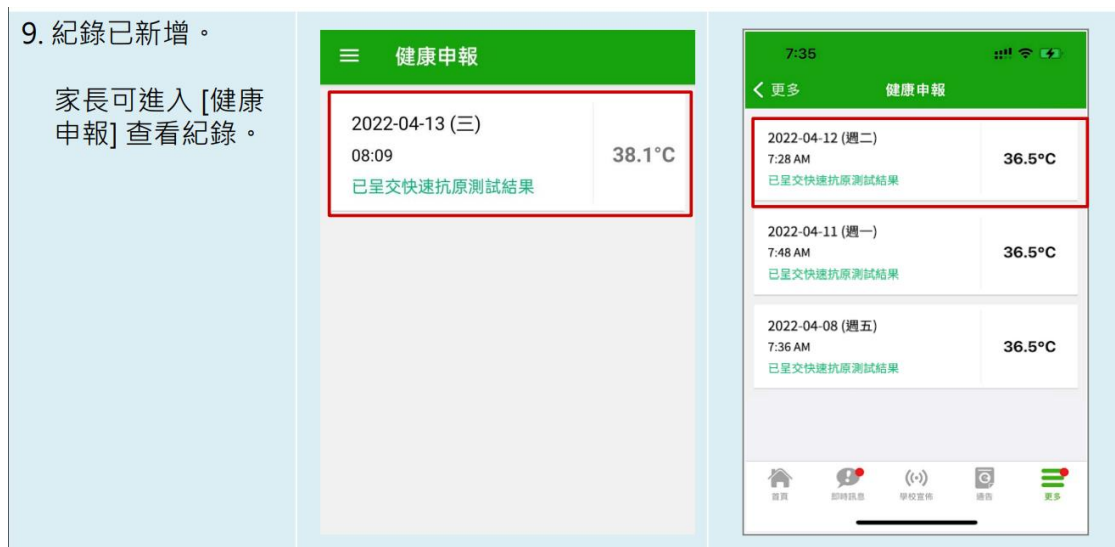 9. 紀錄已新增。
家長可進入 [健康
申報] 查看紀錄。
健康申報
2022-04-13 (三)
08:09
38.1°C
已呈交快速抗原測試結果
7:35
更多
健康申報
2022-04-12 (週二)
7:28 AM
36.5°C
已呈交快速抗原測試結果
2022-04-11 (週一)
7:48 AM
36.5°C
已呈交快速抗原測試結果
2022-04-08 (週五)
7:36 AM
36.5°C
已呈交快速抗原測試結果
首頁
即時訊息
學校宣佈
通告
更多